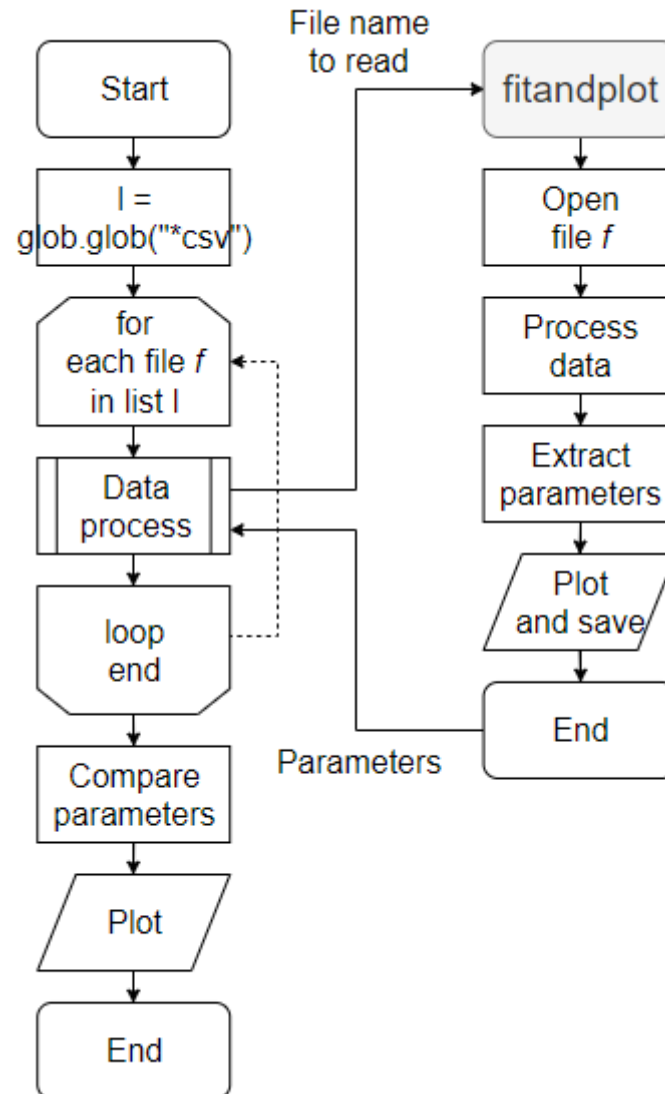 Start
l =
glob.glob("*csv")
for
each file f
in list l
Data
process
loop
end
Compare
parameters
Plot
End
File name
to read
Parameters
fitandplot
Open
file f
Process
data
Extract
parameters
Plot
and save
End